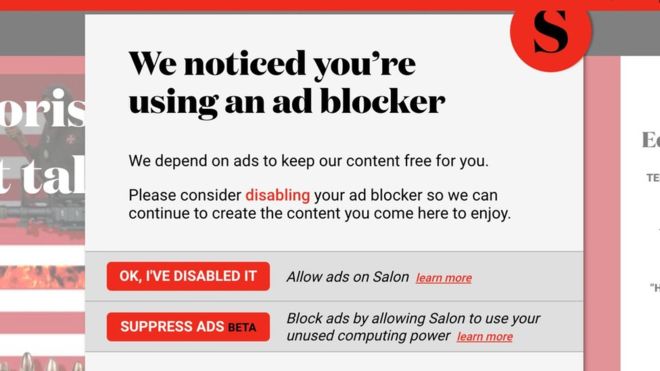 S
We noticed you're
using an ad blocker
We depend on ads to keep our content free for you.
Please consider disabling your ad blocker so we can
continue to create the content you come here to enjoy.
OK, I'VE DISABLED IT Allow ads on Salon learn more
SUPPRESS ADS BETA Block ads by allowing Salon to use your
unused computing power learn more